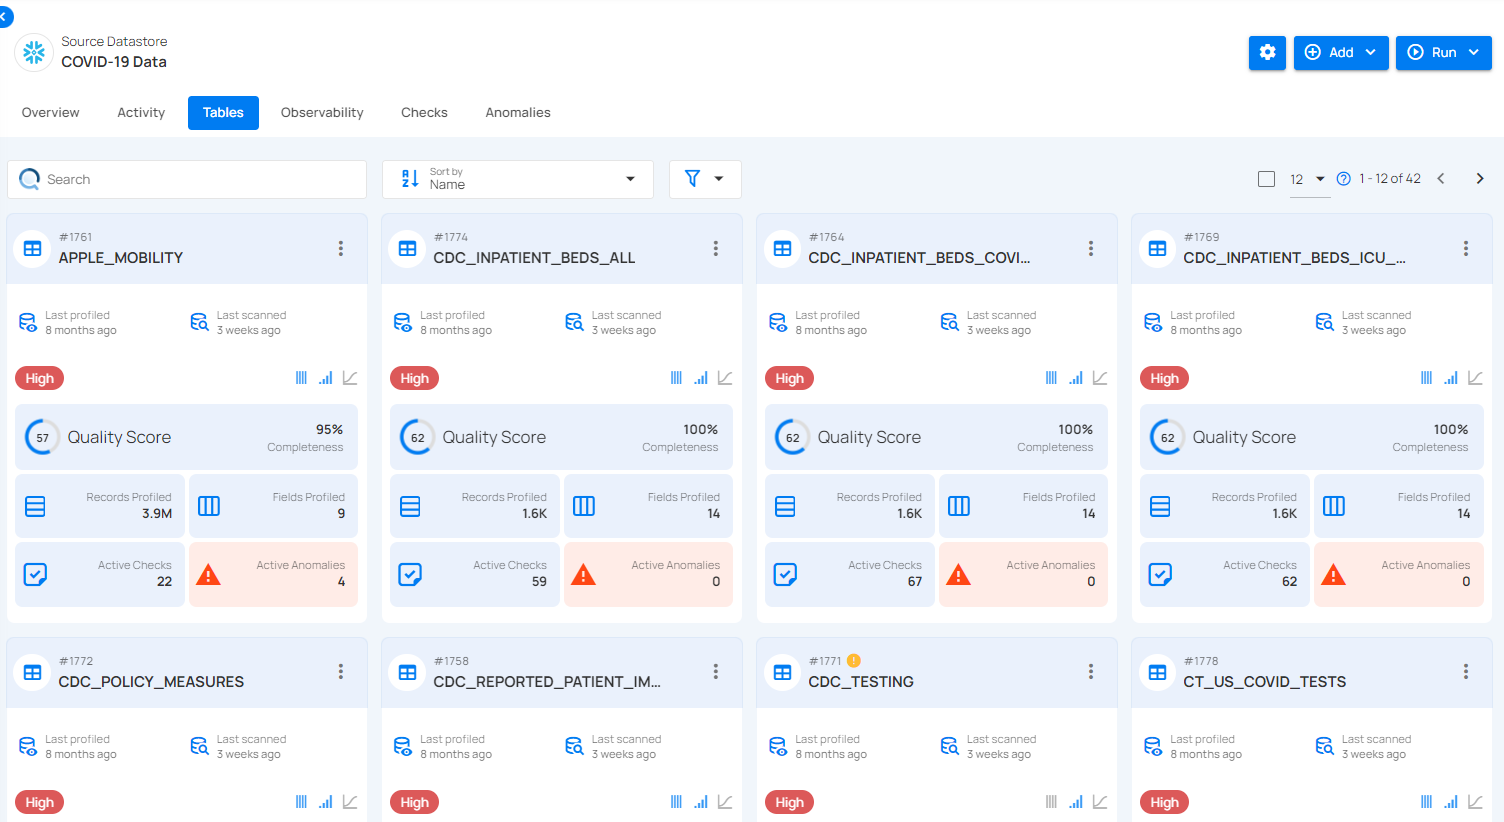 Source Datastore
COVID-19 Data
Add
Run
Overview
Activity
Tables
Observability
Checks
Anomalies
Search
Sort by
Name
12
1 - 12 of 42
#1761
APPLE_MOBILITY
Last profiled
8 months ago
Last scanned
3 weeks ago
High
57
Quality Score
95%
Completeness
Records Profiled
3.9M
Fields Profiled
9
Active Checks
22
Active Anomalies
4
#1774
CDC_INPATIENT_BEDS_ALL
Last profiled
8 months ago
Last scanned
3 weeks ago
High
62
Quality Score
100%
Completeness
Records Profiled
1.6K
Fields Profiled
14
Active Checks
59
Active Anomalies
0
#1764
CDC_INPATIENT_BEDS_COVI...
Last profiled
8 months ago
Last scanned
3 weeks ago
High
62
Quality Score
100%
Completeness
Records Profiled
1.6K
Fields Profiled
14
Active Checks
67
Active Anomalies
0
#1769
CDC_INPATIENT_BEDS_ICU_...
Last profiled
8 months ago
Last scanned
3 weeks ago
High
62
Quality Score
100%
Completeness
Records Profiled
1.6K
Fields Profiled
14
Active Checks
62
Active Anomalies
0
#1772
CDC_POLICY_MEASURES
Last profiled
8 months ago
Last scanned
3 weeks ago
High
#1758
CDC_REPORTED_PATIENT_IM...
Last profiled
8 months ago
Last scanned
3 weeks ago
High
#1771
CDC_TESTING
Last profiled
8 months ago
Last scanned
3 weeks ago
High
#1778
CT_US_COVID_TESTS
Last profiled
8 months ago
Last scanned
3 weeks ago
High